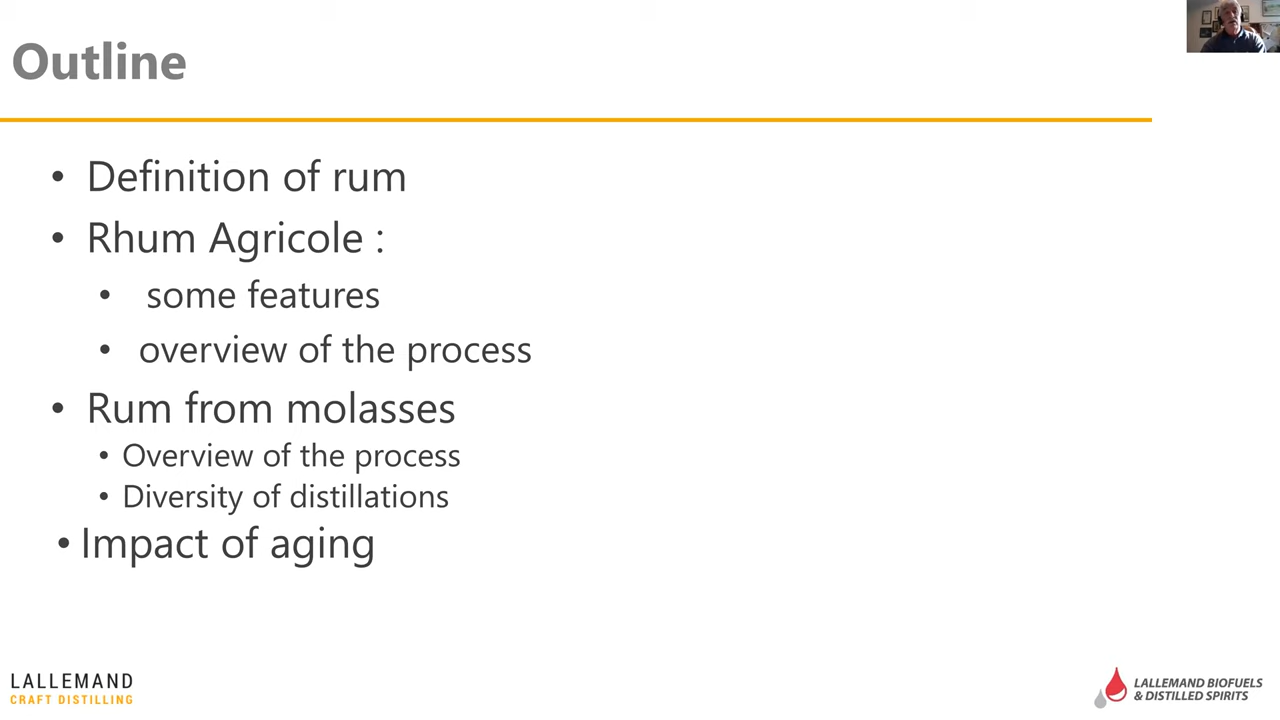 Outline
• Definition of rum
• Rhum Agricole :
• some features
• overview of the process
• Rum from molasses
• Overview of the process
• Diversity of distillations
• Impact of aging
LALLEMAND
CRAFT DISTILLING
LALLEMAND BIOFUELS
& DISTILLED SPIRITS